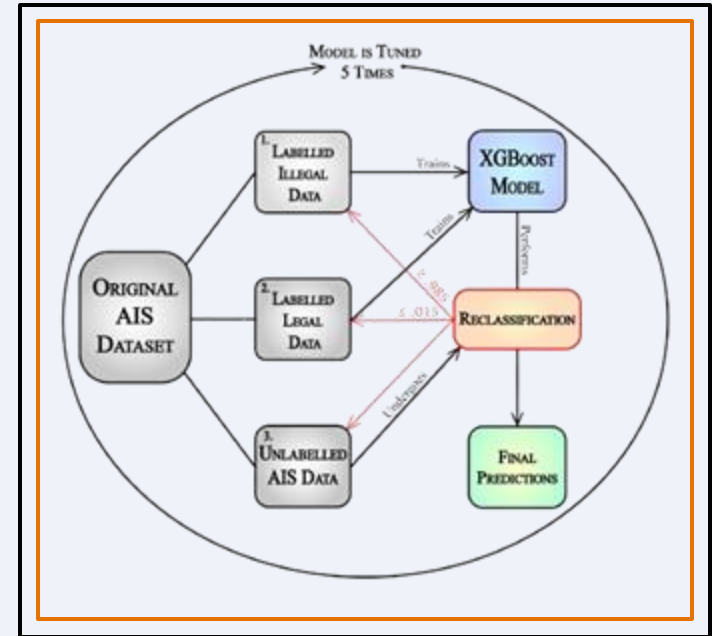 MODEL IS TUNED
5 TIMES
1.
LABELLED
ILLEGAL
DATA
Trains
XGBOOST
MODEL
Trains
Performs
ORIGINAL
AIS
DATASET
2.
LABELLED
LEGAL
DATA
≥ .985
≤ .015
RECLASSIFICATION
Undergoes
3.
UNLABELLED
AIS DATA
FINAL
PREDICTIONS